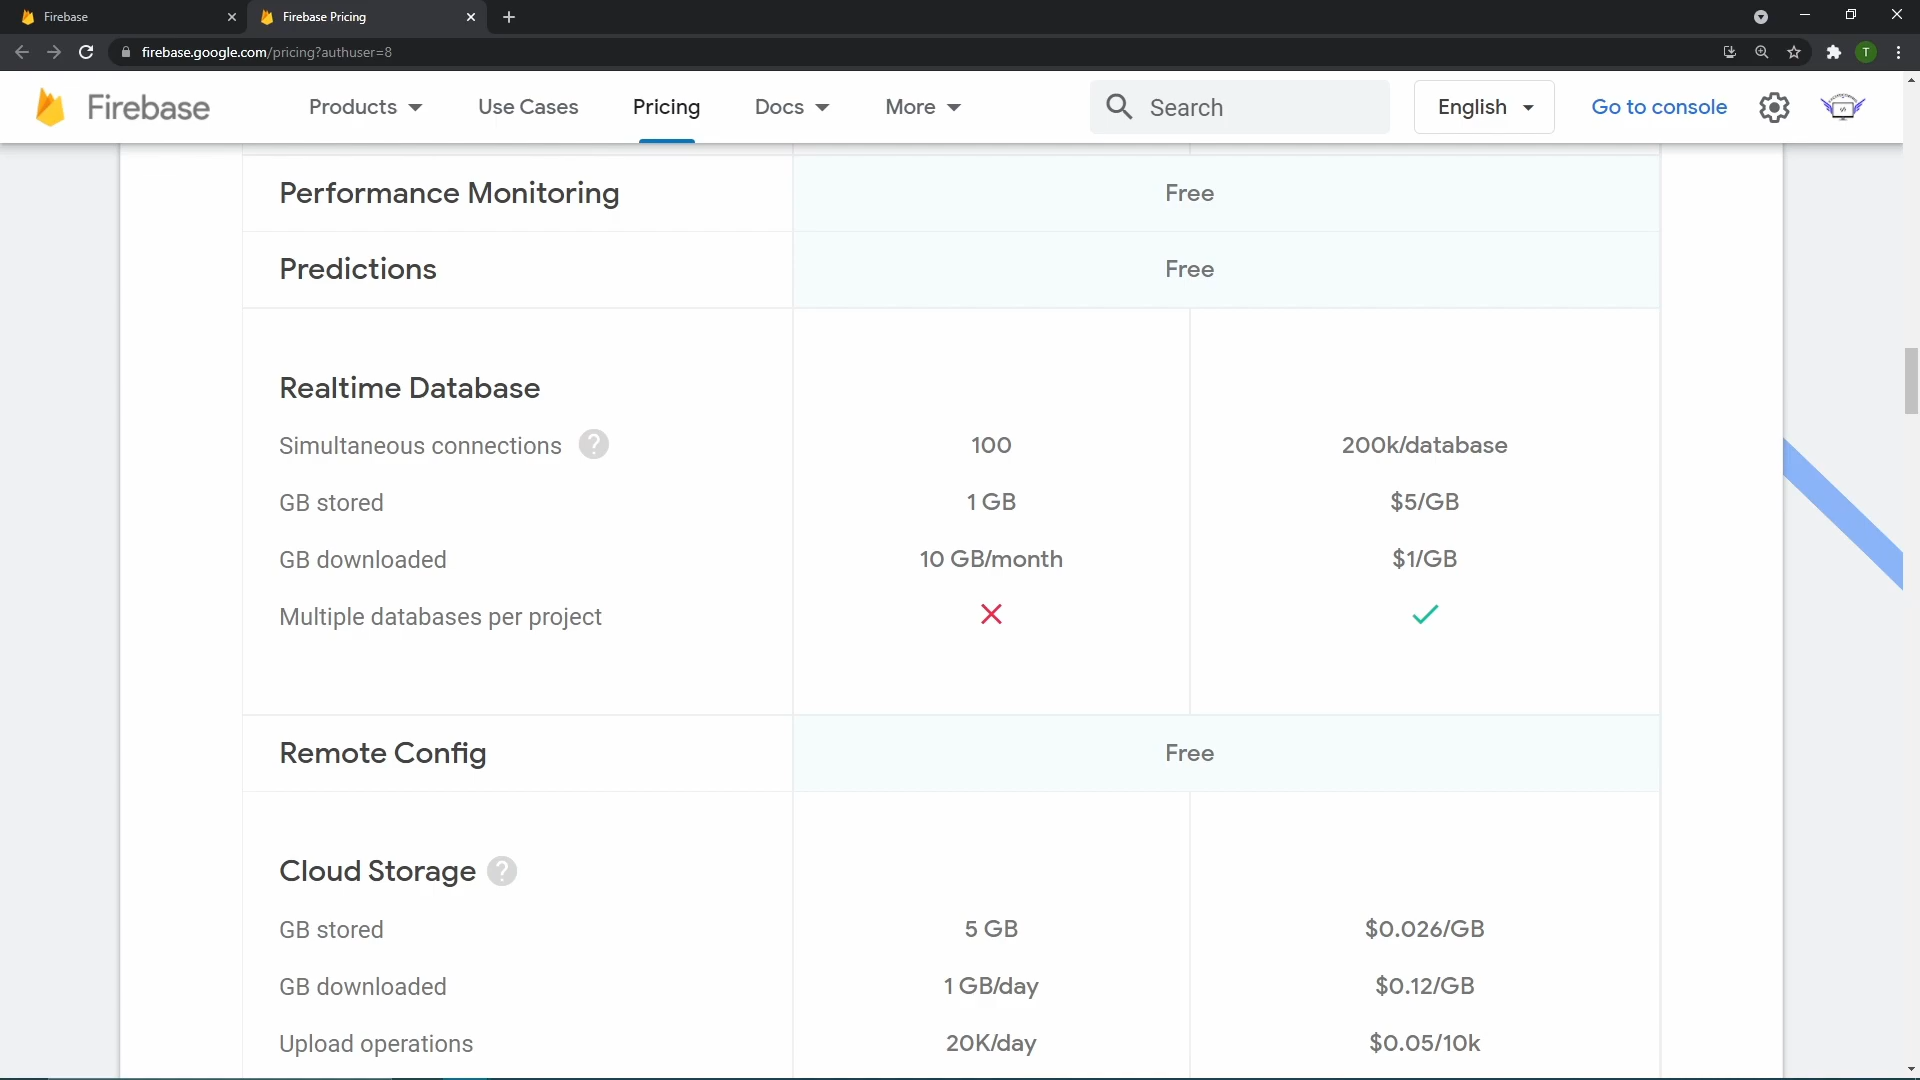 Firebase
Firebase Pricing
firebase.google.com/pricing?authuser=8
T
Firebase
Products
Use Cases
Pricing
Docs
More
Search
English
Go to console
Performance Monitoring
Free
Predictions
Free
Realtime Database
Simultaneous connections ?
100
200k/database
GB stored
1 GB
$5/GB
GB downloaded
10 GB/month
$1/GB
Multiple databases per project
Remote Config
Free
Cloud Storage ?
GB stored
5 GB
$0.026/GB
GB downloaded
1 GB/day
$0.12/GB
Upload operations
20K/day
$0.05/10k